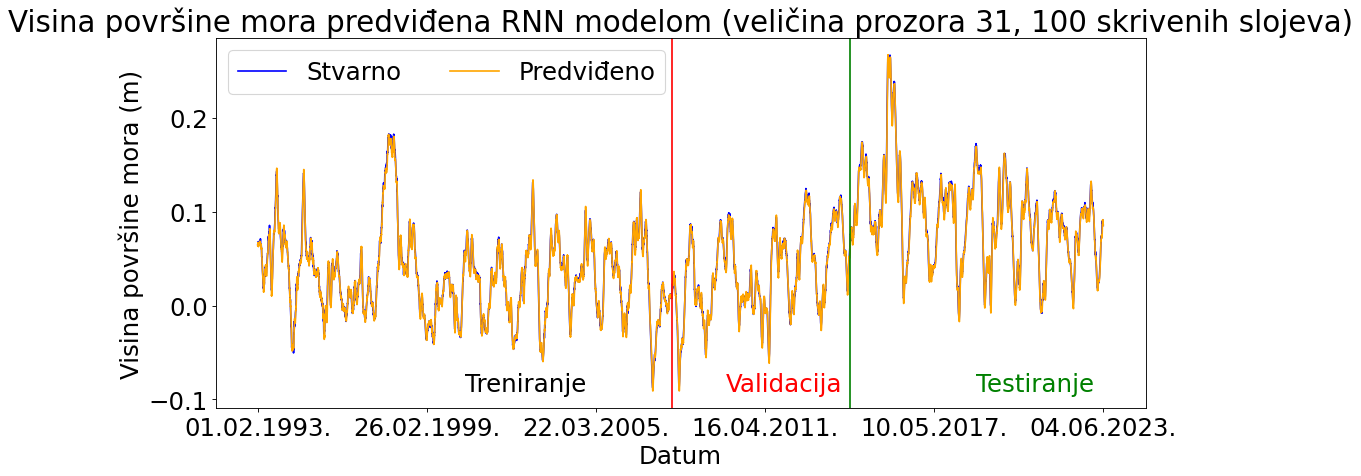 Visina površine mora predviđena RNN modelom (veličina prozora 31, 100 skrivenih slojeva)
Stvarno
Predviđeno
Visina površine mora (m)
0.2
0.1
0.0
−0.1
Treniranje
Validacija
Testiranje
01.02.1993.
26.02.1999.
22.03.2005.
16.04.2011.
10.05.2017.
04.06.2023.
Datum